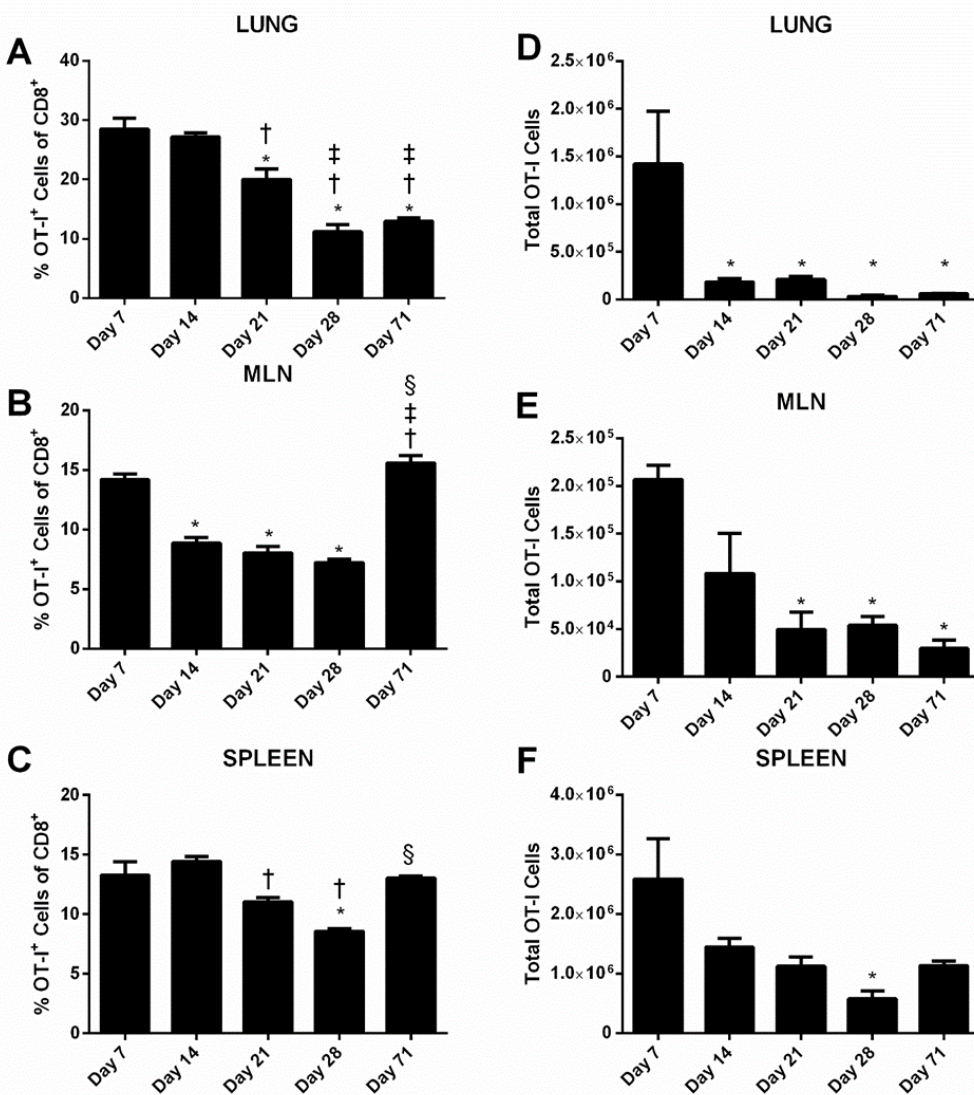 A
LUNG
% OT-I⁺ Cells of CD8⁺
40
30
20
10
0
†
*
‡
†
*
‡
†
*
Day 7
Day 14
Day 21
Day 28
Day 71
D
LUNG
Total OT-I Cells
2.5×10⁶
2.0×10⁶
1.5×10⁶
1.0×10⁶
5.0×10⁵
0
*
*
*
*
Day 7
Day 14
Day 21
Day 28
Day 71
B
MLN
% OT-I⁺ Cells of CD8⁺
20
15
10
5
0
*
*
*
§
‡
†
Day 7
Day 14
Day 21
Day 28
Day 71
E
MLN
Total OT-I Cells
2.5×10⁵
2.0×10⁵
1.5×10⁵
1.0×10⁵
5.0×10⁴
0
*
*
*
Day 7
Day 14
Day 21
Day 28
Day 71
C
SPLEEN
% OT-I⁺ Cells of CD8⁺
20
15
10
5
0
†
†
*
§
Day 7
Day 14
Day 21
Day 28
Day 71
F
SPLEEN
Total OT-I Cells
4.0×10⁶
3.0×10⁶
2.0×10⁶
1.0×10⁶
0
*
Day 7
Day 14
Day 21
Day 28
Day 71